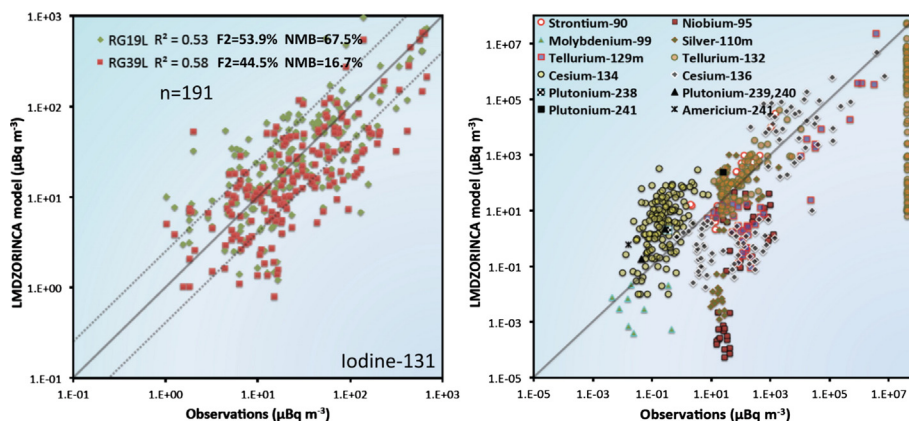 1.E+03
1.E+02
1.E+01
1.E+00
1.E-01
LMDZORINCA model (µBq m⁻³)
RG19L R² = 0.53 F2=53.9% NMB=67.5%
RG39L R² = 0.58 F2=44.5% NMB=16.7%
n=191
Iodine-131
1.E-01 1.E+00 1.E+01 1.E+02 1.E+03
Observations (µBq m⁻³)
1.E+07
1.E+05
1.E+03
1.E+01
1.E-01
1.E-03
1.E-05
LMDZORINCA model (µBq m⁻³)
Strontium-90 Niobium-95
Molybdenium-99 Silver-110m
Tellurium-129m Tellurium-132
Cesium-134 Cesium-136
Plutonium-238 Plutonium-239,240
Plutonium-241 Americium-241
1.E-05 1.E-03 1.E-01 1.E+01 1.E+03 1.E+05 1.E+07
Observations (µBq m⁻³)